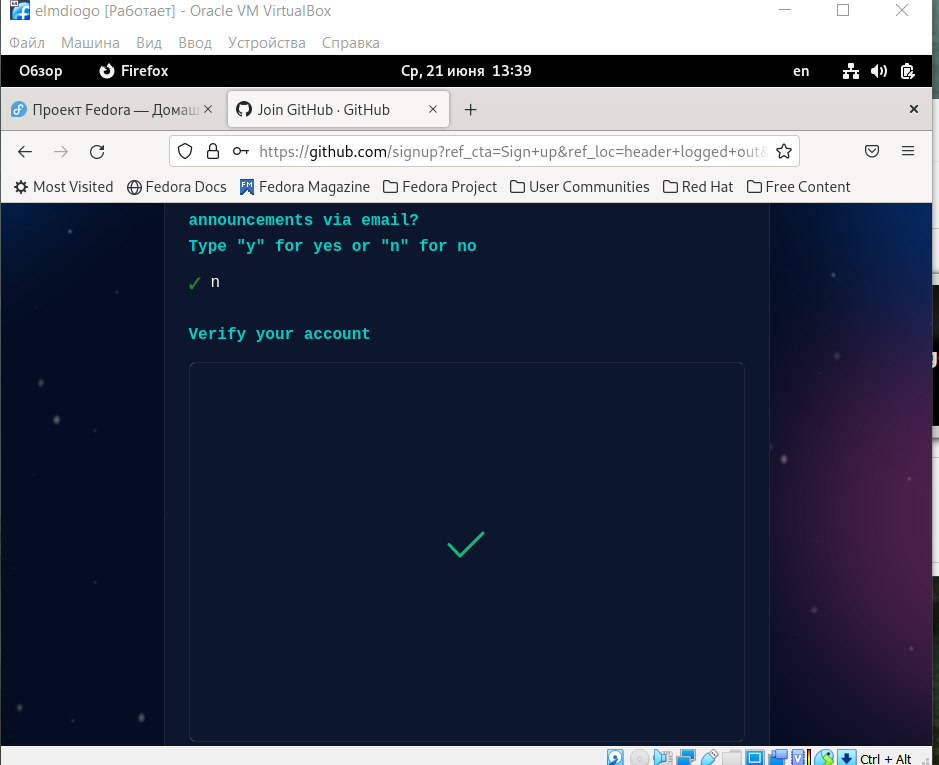 elmdiogo [Работает] - Oracle VM VirtualBox
Файл Машина Вид Ввод Устройства Справка
Обзор Firefox Ср, 21 июня 13:39 en
Проект Fedora — Домаш Join GitHub · GitHub
https://github.com/signup?ref_cta=Sign+up&ref_loc=header+logged+out&
Most Visited Fedora Docs Fedora Magazine Fedora Project User Communities Red Hat Free Content
announcements via email?
Type "y" for yes or "n" for no
✓ n
Verify your account
Ctrl + Alt